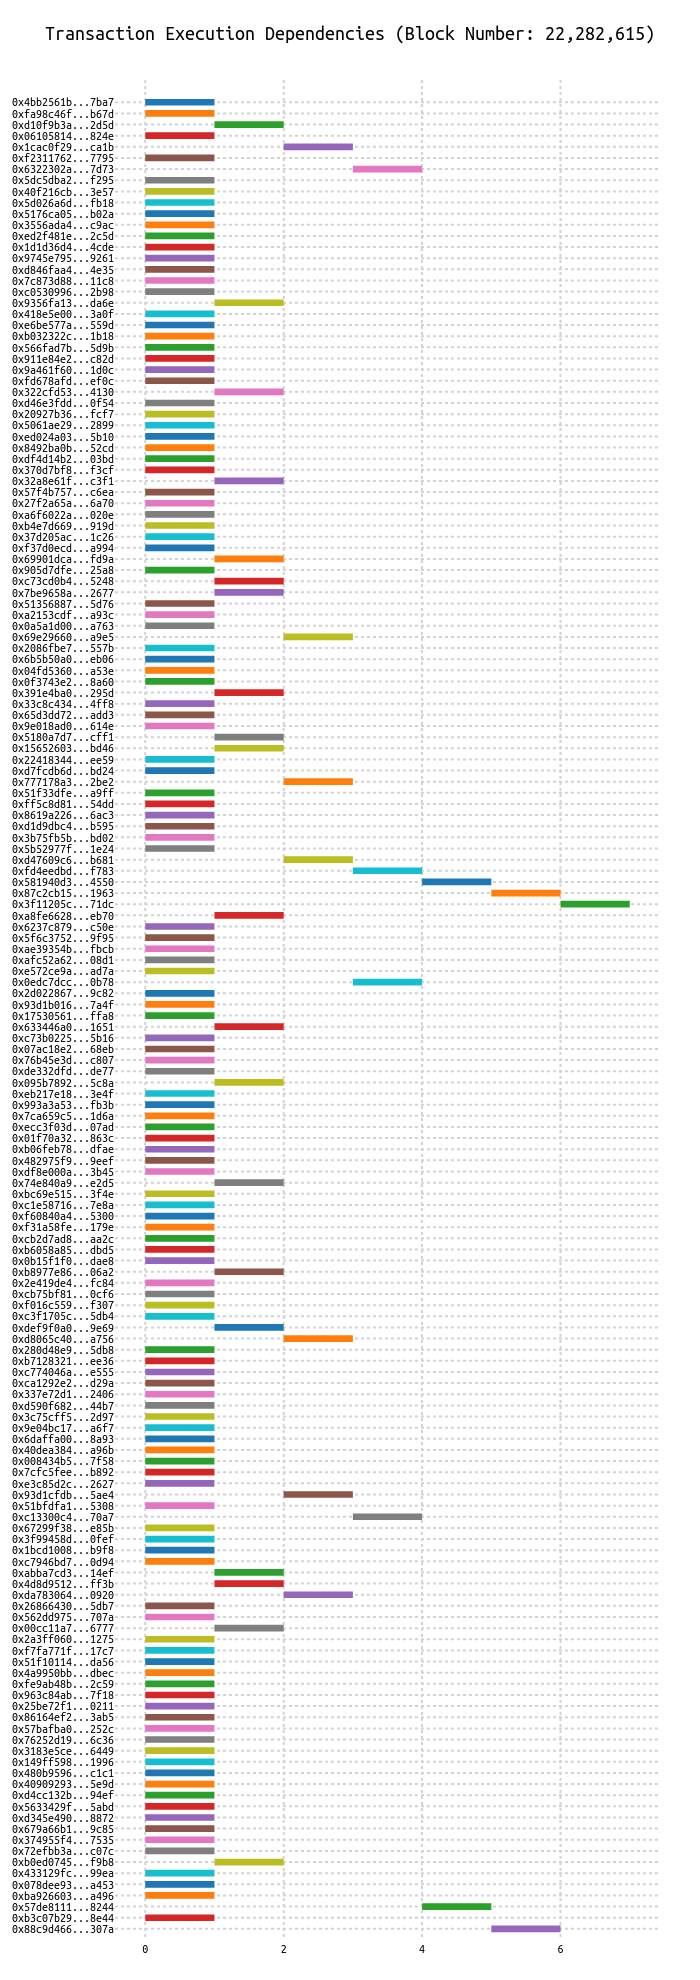 Transaction Execution Dependencies (Block Number: 22,282,615)
0x4bb2561b...7ba7
0xfa98c46f...b67d
0xd10f9b3a...2d5d
0x06105814...824e
0x1cac0f29...ca1b
0xf2311762...7795
0x6322302a...7d73
0x5dc5dba2...f295
0x40f216cb...3e57
0x5d026a6d...fb18
0x5176ca05...b02a
0x3556ada4...c9ac
0xed2f481e...2c5d
0x1d1d36d4...4cde
0x9745e795...9261
0xd846faa4...4e35
0x7c873d88...11c8
0xc0530996...2b98
0x9356fa13...da6e
0x418e5e00...3a0f
0xe6be577a...559d
0xb032322c...1b18
0x566fad7b...5d9b
0x911e84e2...c82d
0x9a461f60...1d0c
0xfd678afd...ef0c
0x322cfd53...4130
0xd46e3fdd...0f54
0x20927b36...fcf7
0x5061ae29...2899
0xed024a03...5b10
0x8492ba0b...52cd
0xdf4d14b2...03bd
0x370d7bf8...f3cf
0x32a8e61f...c3f1
0x57f4b757...c6ea
0x27f2a65a...6a70
0xa6f6022a...020e
0xb4e7d669...919d
0x37d205ac...1c26
0xf37d0ecd...a994
0x69901dca...fd9a
0x905d7dfe...25a8
0xc73cd0b4...5248
0x7be9658a...2677
0x51356887...5d76
0xa2153cdf...a93c
0x0a5a1d00...a763
0x69e29660...a9e5
0x2086fbe7...557b
0x6b5b50a0...eb06
0x04fd5360...a53e
0x0f3743e2...8a60
0x391e4ba0...295d
0x33c8c434...4ff8
0x65d3dd72...add3
0x9e018ad0...614e
0x5180a7d7...cff1
0x15652603...bd46
0x22418344...ee59
0xd7fcdb6d...bd24
0x777178a3...2be2
0x51f33dfe...a9ff
0xff5c8d81...54dd
0x8619a226...6ac3
0xd1d9dbc4...b595
0x3b75fb5b...bd02
0x5b52977f...1e24
0xd47609c6...b681
0xfd4eedbd...f783
0x581940d3...4550
0x87c2cb15...1963
0x3f11205c...71dc
0xa8fe6628...eb70
0x6237c879...c50e
0x5f6c3752...9f95
0xae39354b...fbcb
0xafc52a62...08d1
0xe572ce9a...ad7a
0x0edc7dcc...0b78
0x2d022867...9c82
0x93d1b016...7a4f
0x17530561...ffa8
0x633446a0...1651
0xc73b0225...5b16
0x07ac18e2...68eb
0x76b45e3d...c807
0xde332dfd...de77
0x095b7892...5c8a
0xeb217e18...3e4f
0x993a3a53...fb3b
0x7ca659c5...1d6a
0xecc3f03d...07ad
0x01f70a32...863c
0xb06feb78...dfae
0x482975f9...9eef
0xdf8e000a...3b45
0x74e840a9...e2d5
0xbc69e515...3f4e
0xc1e58716...7e8a
0xf60840a4...5300
0xf31a58fe...179e
0xcb2d7ad8...aa2c
0xb6058a85...dbd5
0x0b15f1f0...dae8
0xb8977e86...06a2
0x2e419de4...fc84
0xcb75bf81...0cf6
0xf016c559...f307
0xc3f1705c...5db4
0xdef9f0a0...9e69
0xd8065c40...a756
0x280d48e9...5db8
0xb7128321...ee36
0xc774046a...e555
0xca1292e2...d29a
0x337e72d1...2406
0xd590f682...44b7
0x3c75cff5...2d97
0x9e04bc17...a6f7
0x6daffa00...8a93
0x40dea384...a96b
0x008434b5...7f58
0x7cfc5fee...b892
0xe3c85d2c...2627
0x93d1cfdb...5ae4
0x51bfdfa1...5308
0xc13300c4...70a7
0x67299f38...e85b
0x3f99458d...0fef
0x1bcd1008...b9f8
0xc7946bd7...0d94
0xabba7cd3...14ef
0x4d8d9512...ff3b
0xda783064...0920
0x26866430...5db7
0x562dd975...707a
0x00cc11a7...6777
0x2a3ff060...1275
0xf7fa771f...17c7
0x51f10114...da56
0x4a9950bb...dbec
0xfe9ab48b...2c59
0x963c84ab...7f18
0x25be72f1...0211
0x86164ef2...3ab5
0x57bafba0...252c
0x76252d19...6c36
0x3183e5ce...6449
0x149ff598...1996
0x480b9596...c1c1
0x40909293...5e9d
0xd4cc132b...94ef
0x5633429f...5abd
0xd345e490...8872
0x679a66b1...9c85
0x374955f4...7535
0x72efbb3a...c07c
0xb0ed0745...f9b8
0x433129fc...99ea
0x078dee93...a453
0xba926603...a496
0x57de8111...8244
0xb3c07b29...8e44
0x88c9d466...307a
0 2 4 6